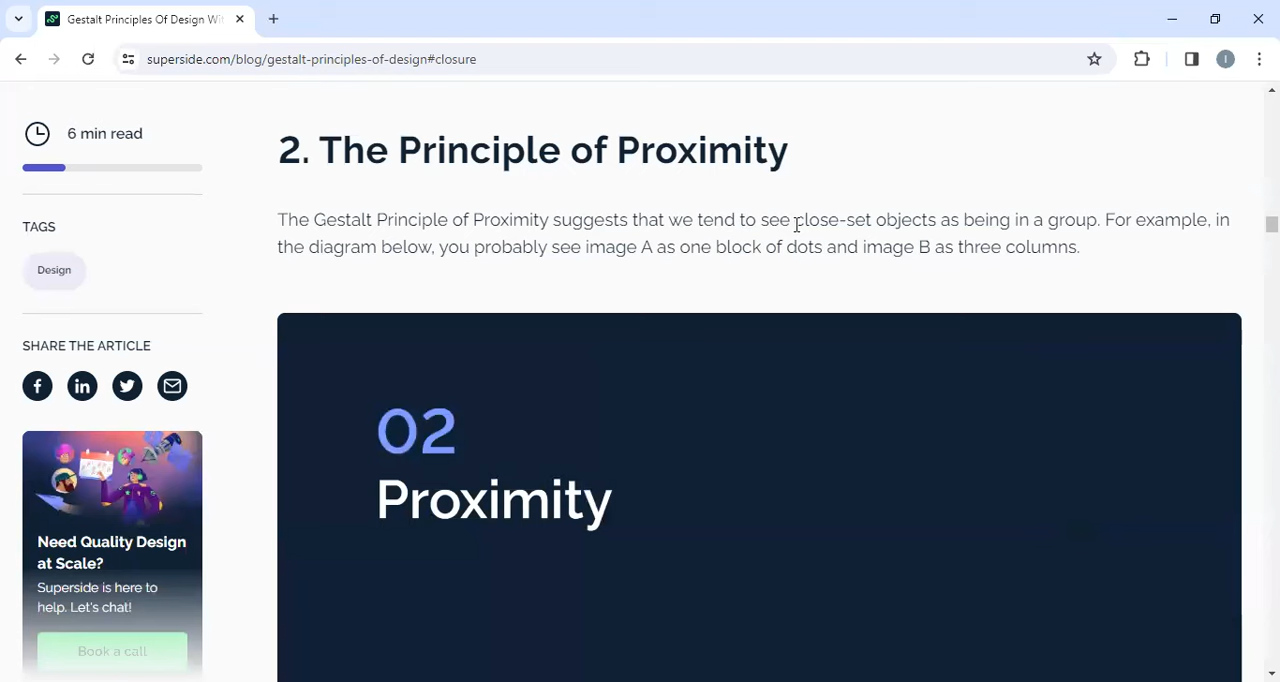 Gestalt Principles Of Design Wit
superside.com/blog/gestalt-principles-of-design#closure
I
6 min read
TAGS
Design
SHARE THE ARTICLE
Need Quality Design
at Scale?
Superside is here to
help. Let's chat!
Book a call
2. The Principle of Proximity
The Gestalt Principle of Proximity suggests that we tend to see close-set objects as being in a group. For example, in
the diagram below, you probably see image A as one block of dots and image B as three columns.
02
Proximity